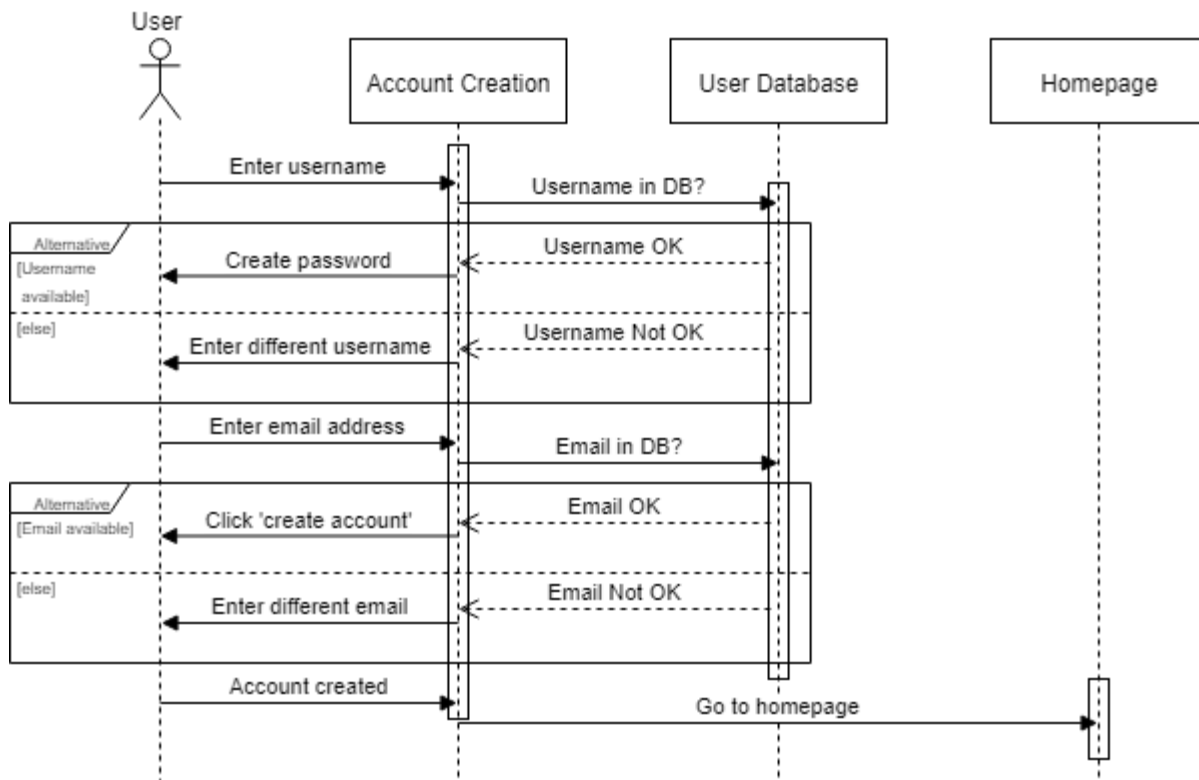 User
Account Creation
User Database
Homepage
Enter username
Username in DB?
Alternative
[Username
available]
Username OK
Create password
[else]
Username Not OK
Enter different username
Enter email address
Email in DB?
Alternative
[Email available]
Email OK
Click 'create account'
[else]
Email Not OK
Enter different email
Account created
Go to homepage